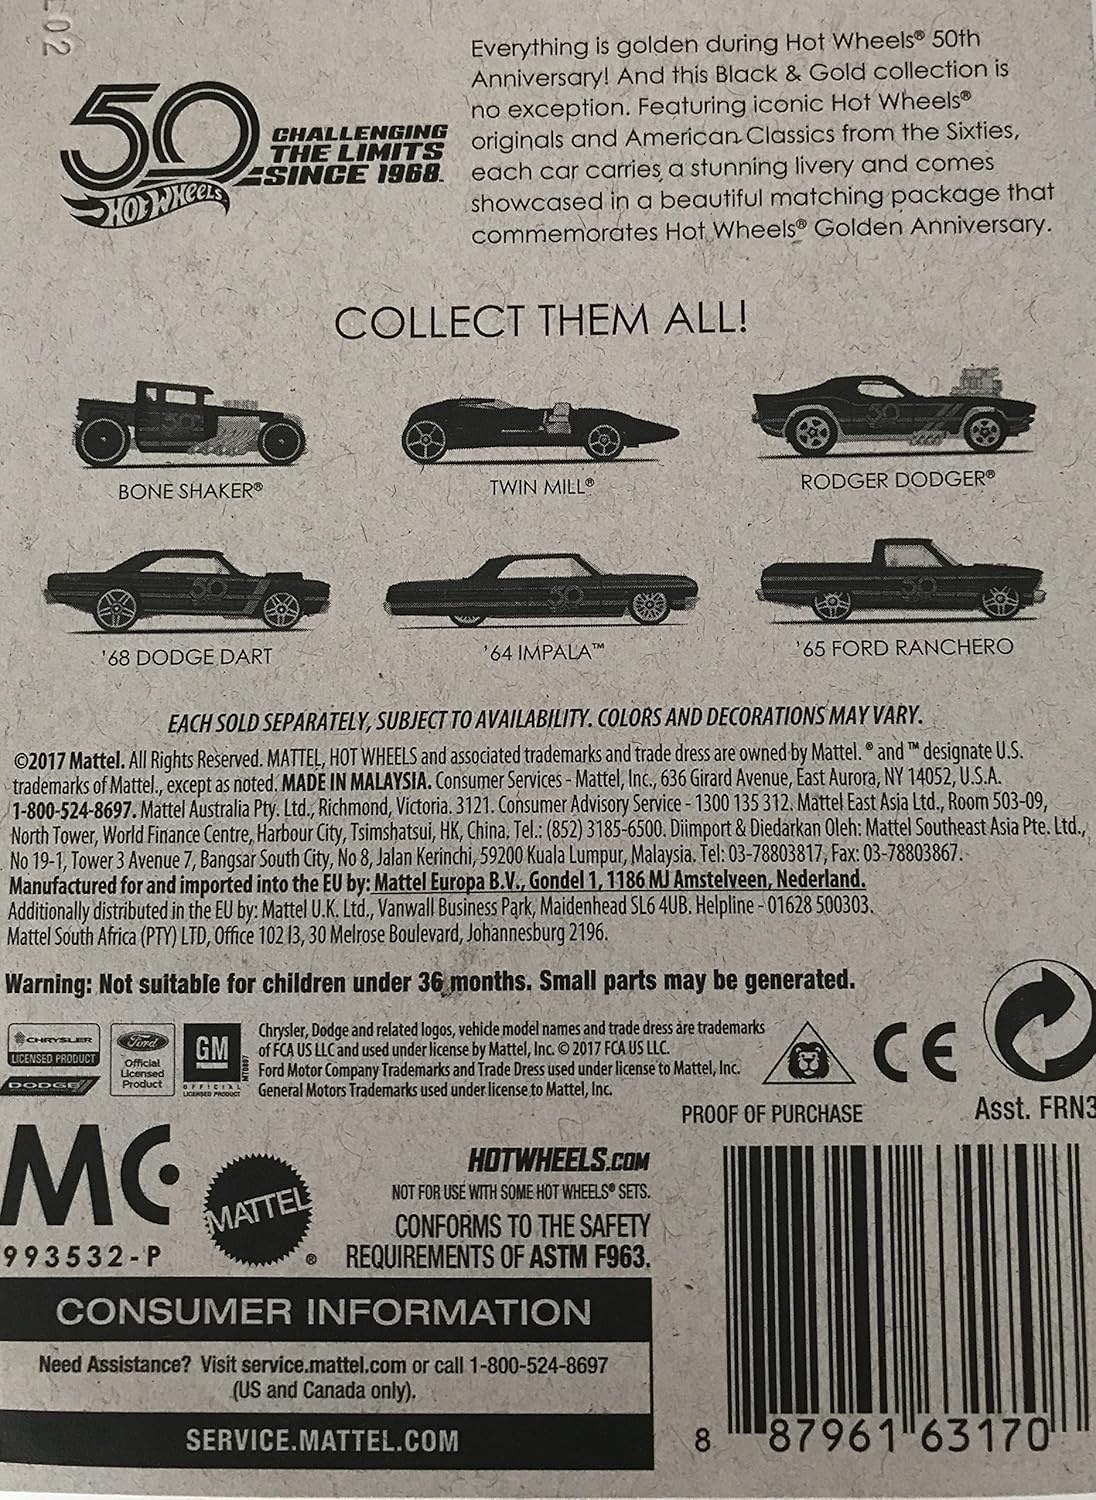 E02
50
CHALLENGING
THE LIMITS
SINCE 1968.
HOT WHEELS
Everything is golden during Hot Wheels® 50th
Anniversary! And this Black & Gold collection is
no exception. Featuring iconic Hot Wheels®
originals and American Classics from the Sixties,
each car carries a stunning livery and comes
showcased in a beautiful matching package that
commemorates Hot Wheels® Golden Anniversary.
COLLECT THEM ALL!
50
50
BONE SHAKER®
TWIN MILL®
RODGER DODGER®
50
50
50
'68 DODGE DART
'64 IMPALA™
'65 FORD RANCHERO
EACH SOLD SEPARATELY, SUBJECT TO AVAILABILITY. COLORS AND DECORATIONS MAY VARY.
©2017 Mattel. All Rights Reserved. MATTEL, HOT WHEELS and associated trademarks and trade dress are owned by Mattel. ® and ™ designate U.S.
trademarks of Mattel, except as noted. MADE IN MALAYSIA. Consumer Services - Mattel, Inc., 636 Girard Avenue, East Aurora, NY 14052, U.S.A.
1-800-524-8697. Mattel Australia Pty. Ltd., Richmond, Victoria. 3121. Consumer Advisory Service - 1300 135 312. Mattel East Asia Ltd., Room 503-09,
North Tower, World Finance Centre, Harbour City, Tsimshatsui, HK, China. Tel.: (852) 3185-6500. Diimport & Diedarkan Oleh: Mattel Southeast Asia Pte. Ltd.,
No 19-1, Tower 3 Avenue 7, Bangsar South City, No 8, Jalan Kerinchi, 59200 Kuala Lumpur, Malaysia. Tel: 03-78803817, Fax: 03-78803867.
Manufactured for and imported into the EU by: Mattel Europa B.V., Gondel 1, 1186 MJ Amstelveen, Nederland.
Additionally distributed in the EU by: Mattel U.K. Ltd., Vanwall Business Park, Maidenhead SL6 4UB. Helpline - 01628 500303.
Mattel South Africa (PTY) LTD, Office 102 I3, 30 Melrose Boulevard, Johannesburg 2196.
Warning: Not suitable for children under 36 months. Small parts may be generated.
CHRYSLER
LICENSED PRODUCT
DODGE
Ford
Official
Licensed
Product
GM
OFFICIAL
LICENSED PRODUCT
Chrysler, Dodge and related logos, vehicle model names and trade dress are trademarks
of FCA US LLC and used under license by Mattel, Inc. © 2017 FCA US LLC.
Ford Motor Company Trademarks and Trade Dress used under license to Mattel, Inc.
General Motors Trademarks used under license to Mattel, Inc.
CE
PROOF OF PURCHASE
Asst. FRN3
MC
993532-P
MATTEL®
HOTWHEELS.COM
NOT FOR USE WITH SOME HOT WHEELS® SETS.
CONFORMS TO THE SAFETY
REQUIREMENTS OF ASTM F963.
CONSUMER INFORMATION
Need Assistance? Visit service.mattel.com or call 1-800-524-8697
(US and Canada only).
SERVICE.MATTEL.COM
8 87961 63170